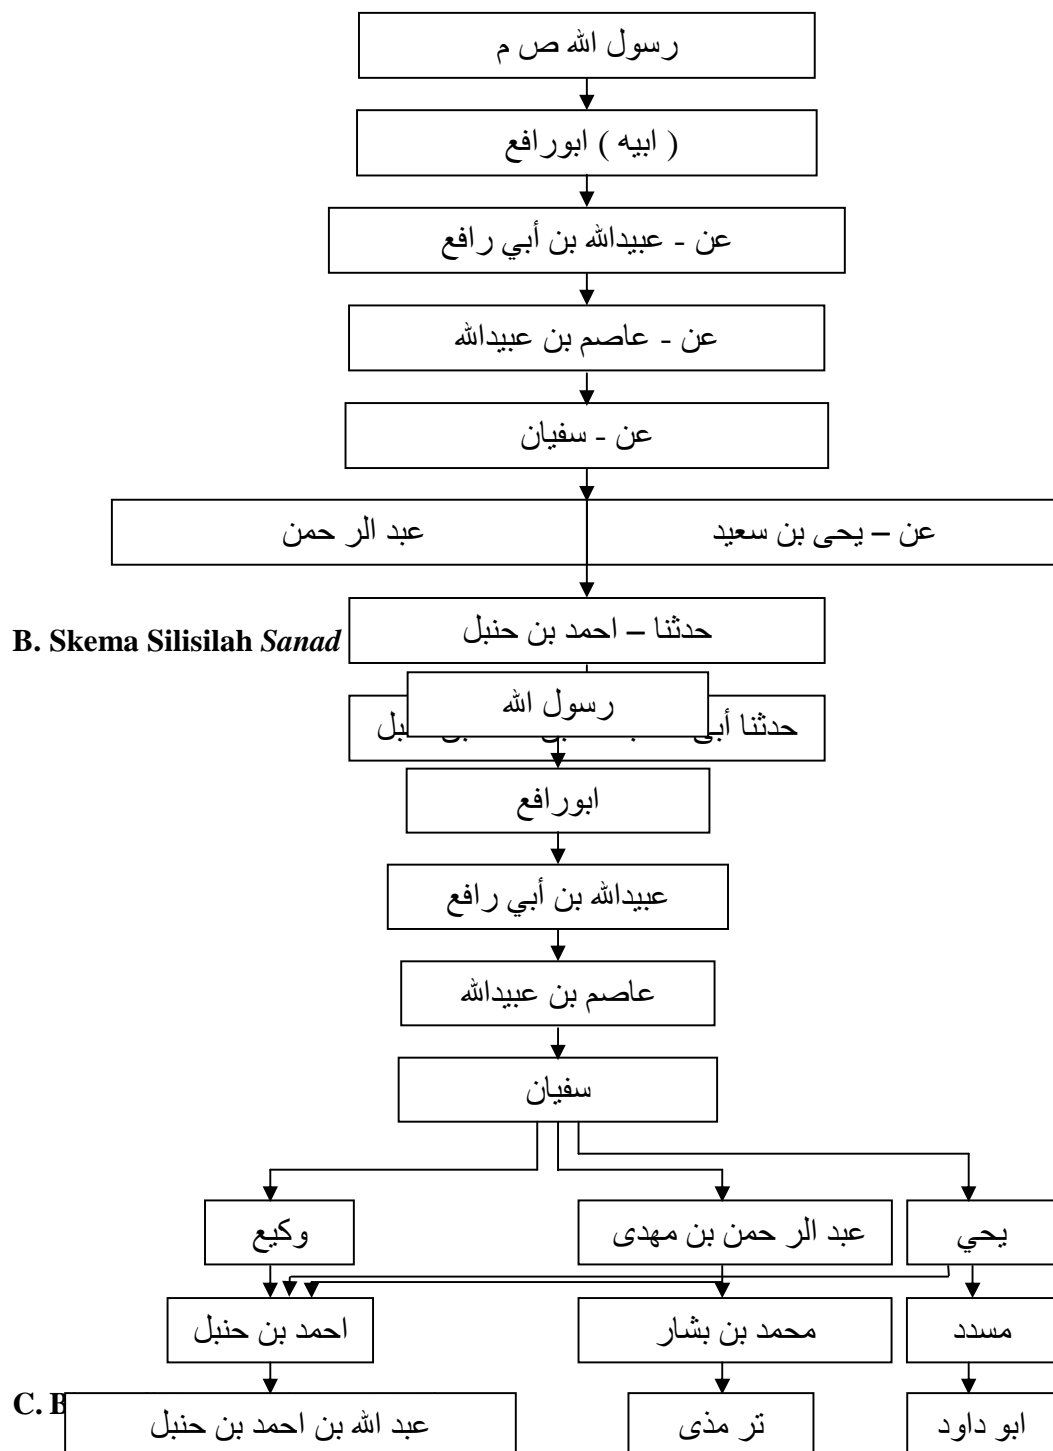 رسول الله ص م
( ابيه ) ابورافع
عن - عبيدالله بن أبي رافع
عن - عاصم بن عبيدالله
عن - سفيان
عن – يحى بن سعيد
عبد الر حمن
حدثنا – احمد بن حنبل
B. Skema Silisilah Sanad
رسول الله
حدثنا أبى
ابورافع
عبيدالله بن أبي رافع
عاصم بن عبيدالله
سفيان
يحي
عبد الر حمن بن مهدى
وكيع
مسدد
محمد بن بشار
احمد بن حنبل
C. B
ابو داود
تر مذى
عبد الله بن احمد بن حنبل